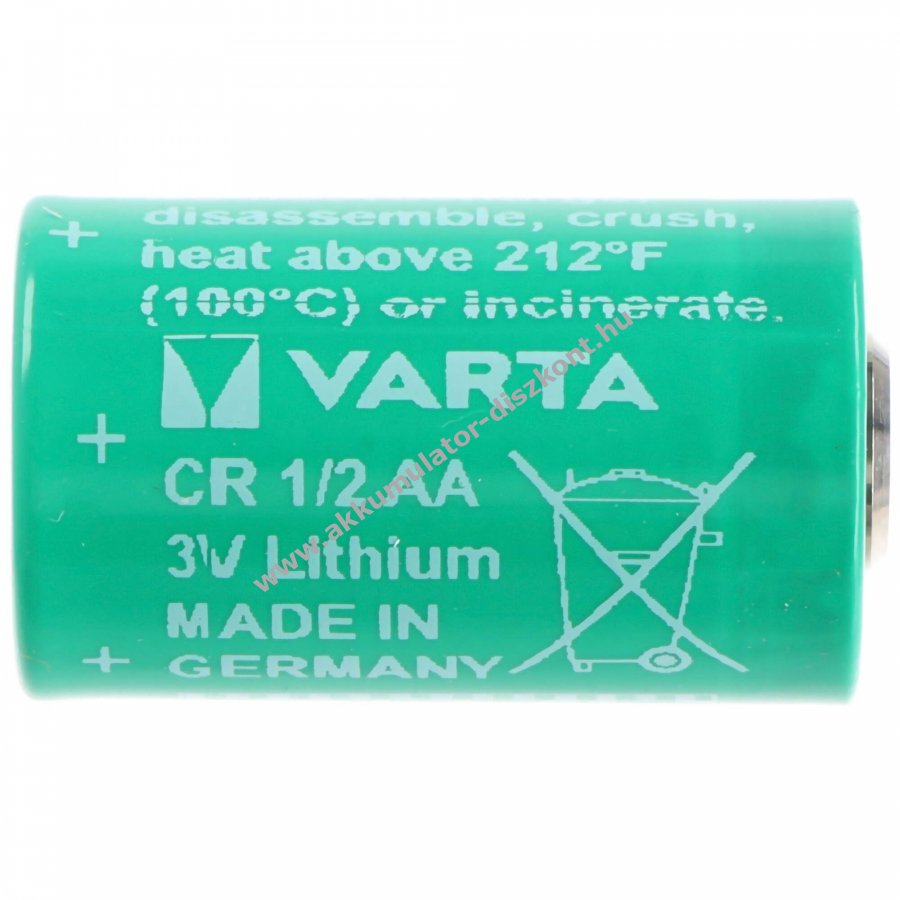 disassemble, crush,
heat above 212°F
(100°C) or incinerate.
VARTA
CR 1/2 AA
3V Lithium
MADE IN
GERMANY
www.akkumulator-diszkont.hu
+
+
+